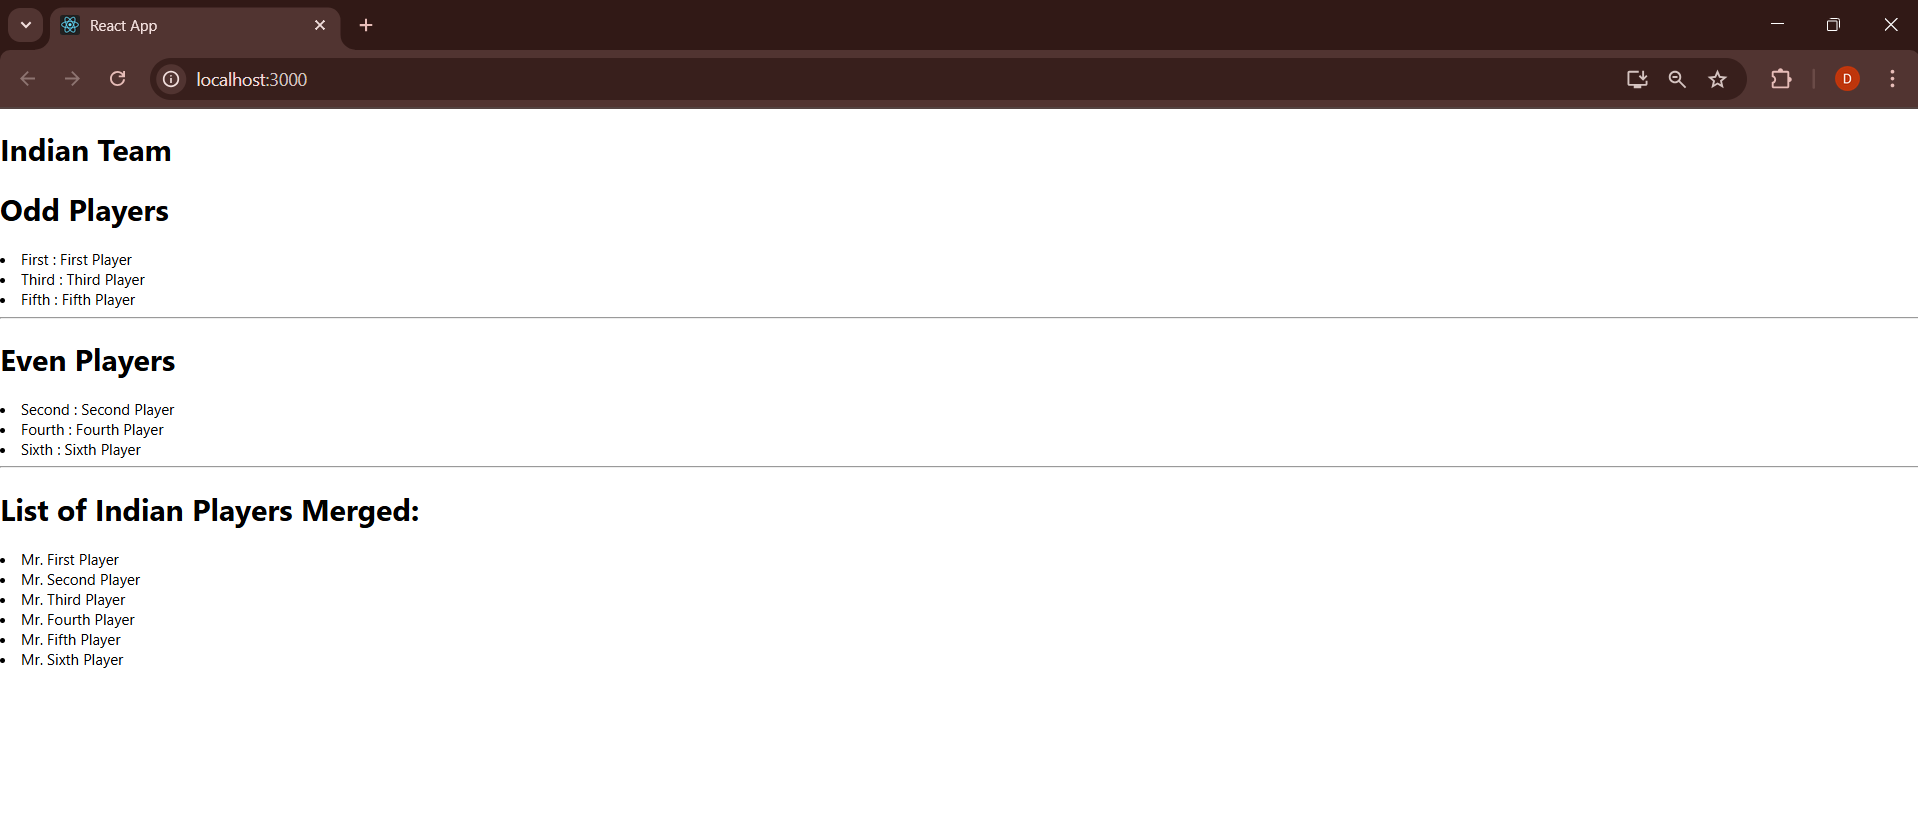 React App
localhost:3000
D
Indian Team
Odd Players
First : First Player
Third : Third Player
Fifth : Fifth Player
Even Players
Second : Second Player
Fourth : Fourth Player
Sixth : Sixth Player
List of Indian Players Merged:
Mr. First Player
Mr. Second Player
Mr. Third Player
Mr. Fourth Player
Mr. Fifth Player
Mr. Sixth Player